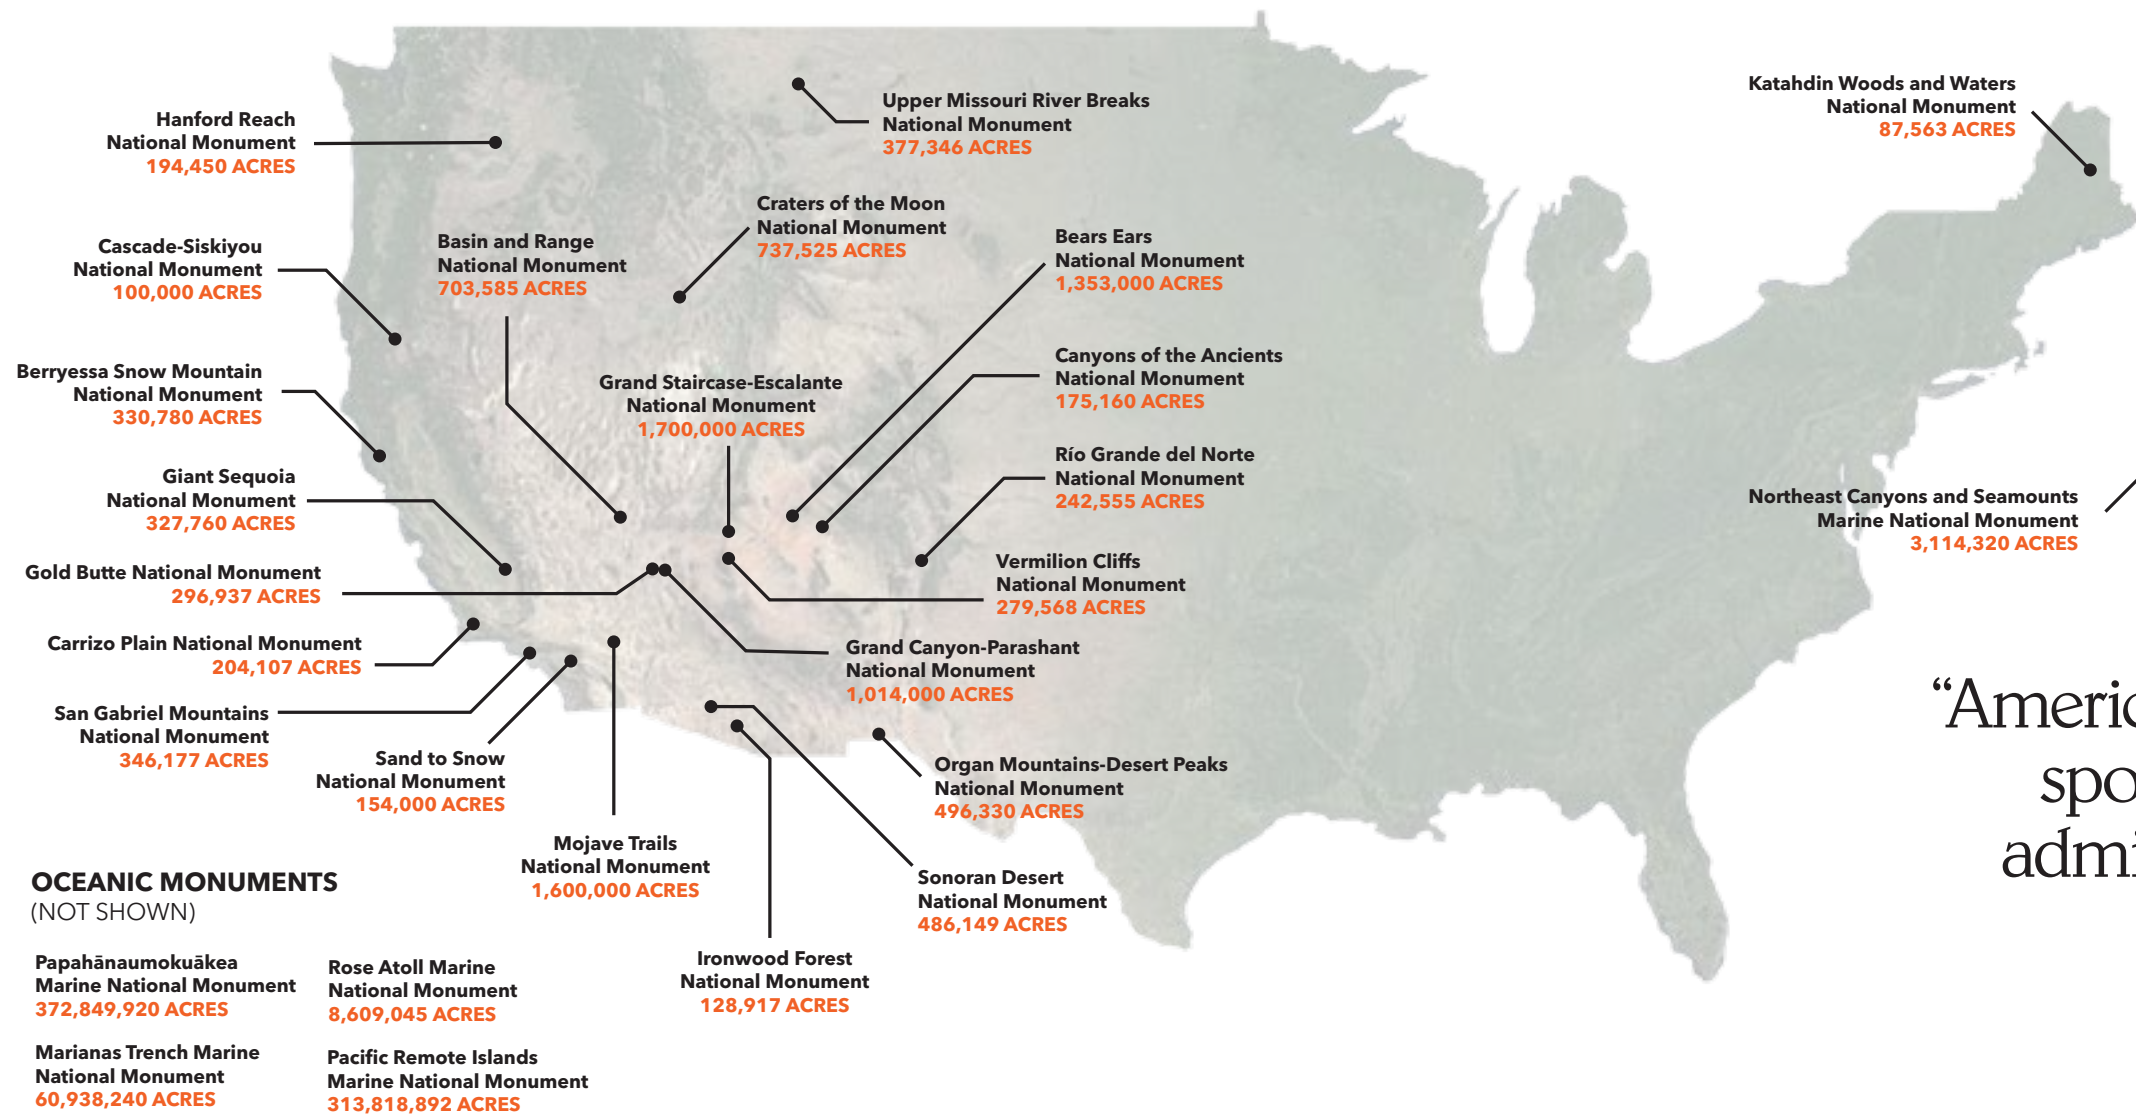 Hanford Reach
National Monument
194,450 ACRES
Cascade-Siskiyou
National Monument
100,000 ACRES
Berryessa Snow Mountain
National Monument
330,780 ACRES
Giant Sequoia
National Monument
327,760 ACRES
Gold Butte National Monument
296,937 ACRES
Carrizo Plain National Monument
204,107 ACRES
San Gabriel Mountains
National Monument
346,177 ACRES
Sand to Snow
National Monument
154,000 ACRES
Mojave Trails
National Monument
1,600,000 ACRES
Basin and Range
National Monument
703,585 ACRES
Grand Staircase-Escalante
National Monument
1,700,000 ACRES
Upper Missouri River Breaks
National Monument
377,346 ACRES
Craters of the Moon
National Monument
737,525 ACRES
Bears Ears
National Monument
1,353,000 ACRES
Canyons of the Ancients
National Monument
175,160 ACRES
Río Grande del Norte
National Monument
242,555 ACRES
Vermilion Cliffs
National Monument
279,568 ACRES
Grand Canyon-Parashant
National Monument
1,014,000 ACRES
Organ Mountains-Desert Peaks
National Monument
496,330 ACRES
Sonoran Desert
National Monument
486,149 ACRES
Ironwood Forest
National Monument
128,917 ACRES
Katahdin Woods and Waters
National Monument
87,563 ACRES
Northeast Canyons and Seamounts
Marine National Monument
3,114,320 ACRES
OCEANIC MONUMENTS
(NOT SHOWN)
Papahānaumokuākea
Marine National Monument
372,849,920 ACRES
Marianas Trench Marine
National Monument
60,938,240 ACRES
Rose Atoll Marine
National Monument
8,609,045 ACRES
Pacific Remote Islands
Marine National Monument
313,818,892 ACRES